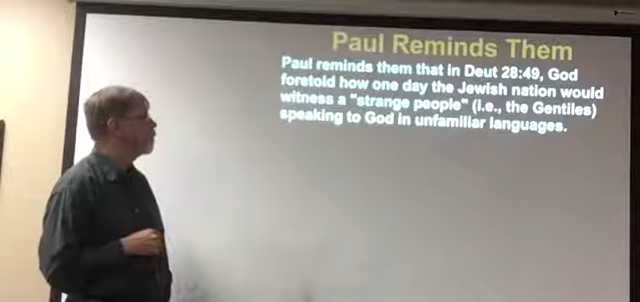 Paul Reminds Them
Paul reminds them that in Deut 28:49, God
foretold how one day the Jewish nation would
witness a "strange people" (i.e., the Gentiles)
speaking to God in unfamiliar languages.